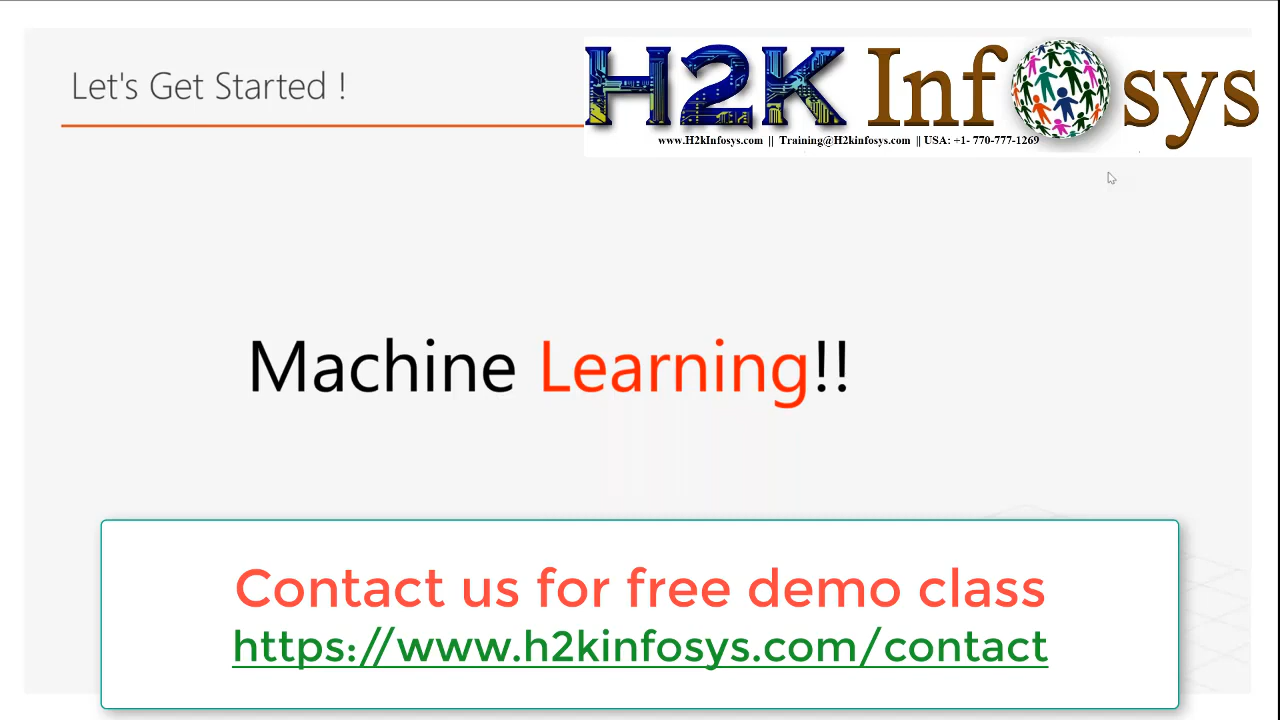 Let's Get Started !
H2K Infosys
www.H2kInfosys.com || Training@H2kinfosys.com || USA: +1- 770-777-1269
Machine Learning!!
Contact us for free demo class
https://www.h2kinfosys.com/contact